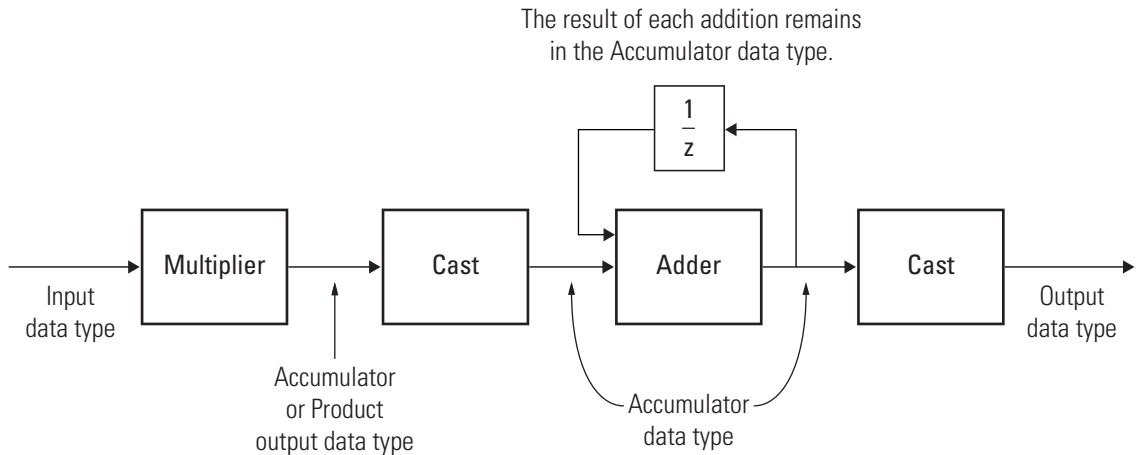 The result of each addition remains
in the Accumulator data type.
1
z
Multiplier
Cast
Adder
Cast
Input
data type
Output
data type
Accumulator
or Product
output data type
Accumulator
data type